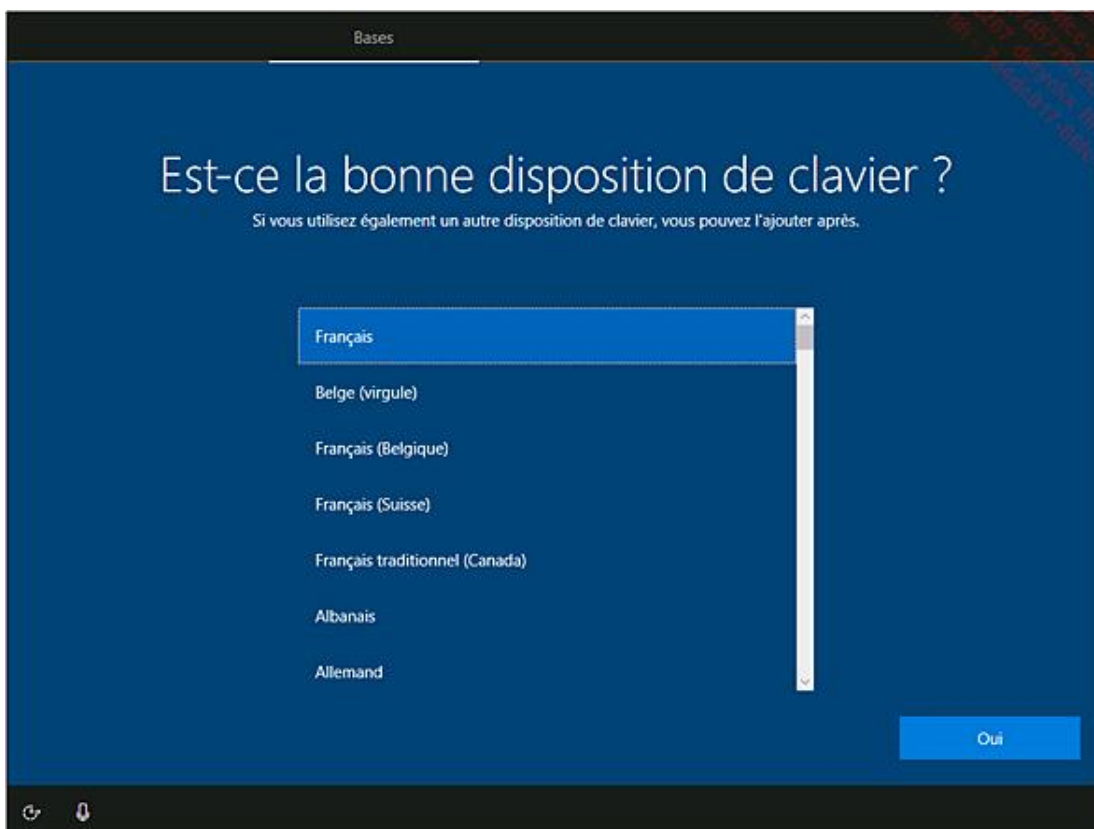 Bases
Est-ce la bonne disposition de clavier ?
Si vous utilisez également un autre disposition de clavier, vous pouvez l'ajouter après.
Français
Belge (virgule)
Français (Belgique)
Français (Suisse)
Français traditionnel (Canada)
Albanais
Allemand
Oui